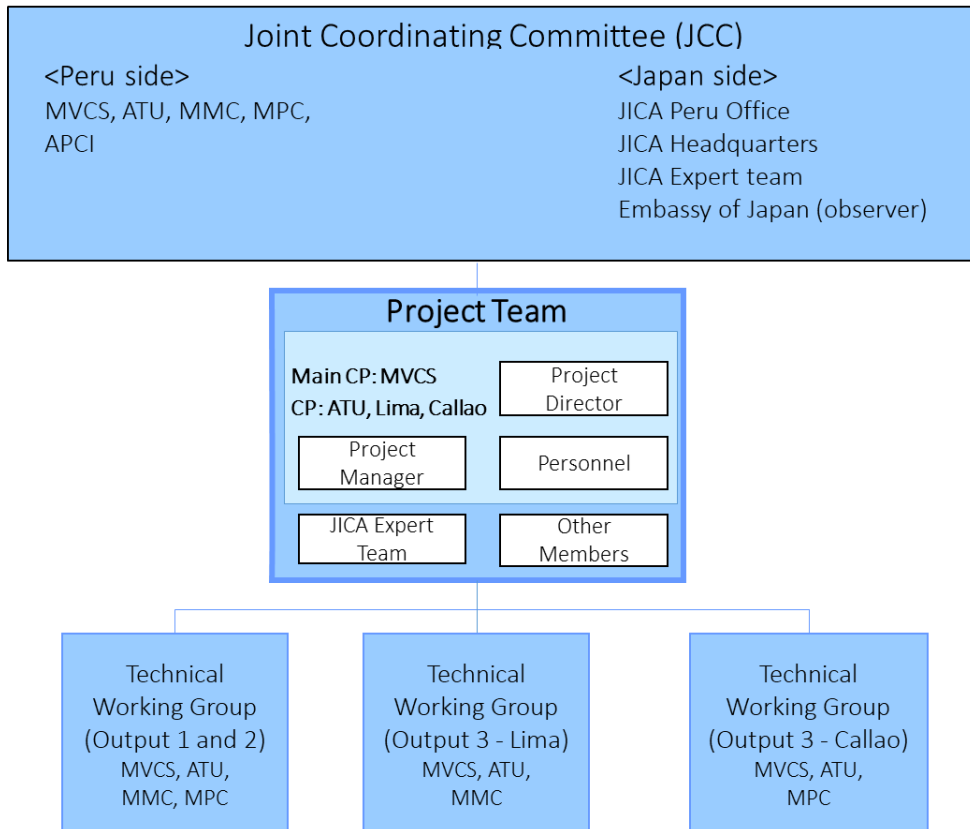 Joint Coordinating Committee (JCC)
<Peru side>
MVCS, ATU, MMC, MPC,
APCI
<Japan side>
JICA Peru Office
JICA Headquarters
JICA Expert team
Embassy of Japan (observer)
Project Team
Main CP: MVCS
CP: ATU, Lima, Callao
Project
Director
Project
Manager
Personnel
JICA Expert
Team
Other
Members
Technical
Working Group
(Output 1 and 2)
MVCS, ATU,
MMC, MPC
Technical
Working Group
(Output 3 - Lima)
MVCS, ATU,
MMC
Technical
Working Group
(Output 3 - Callao)
MVCS, ATU,
MPC